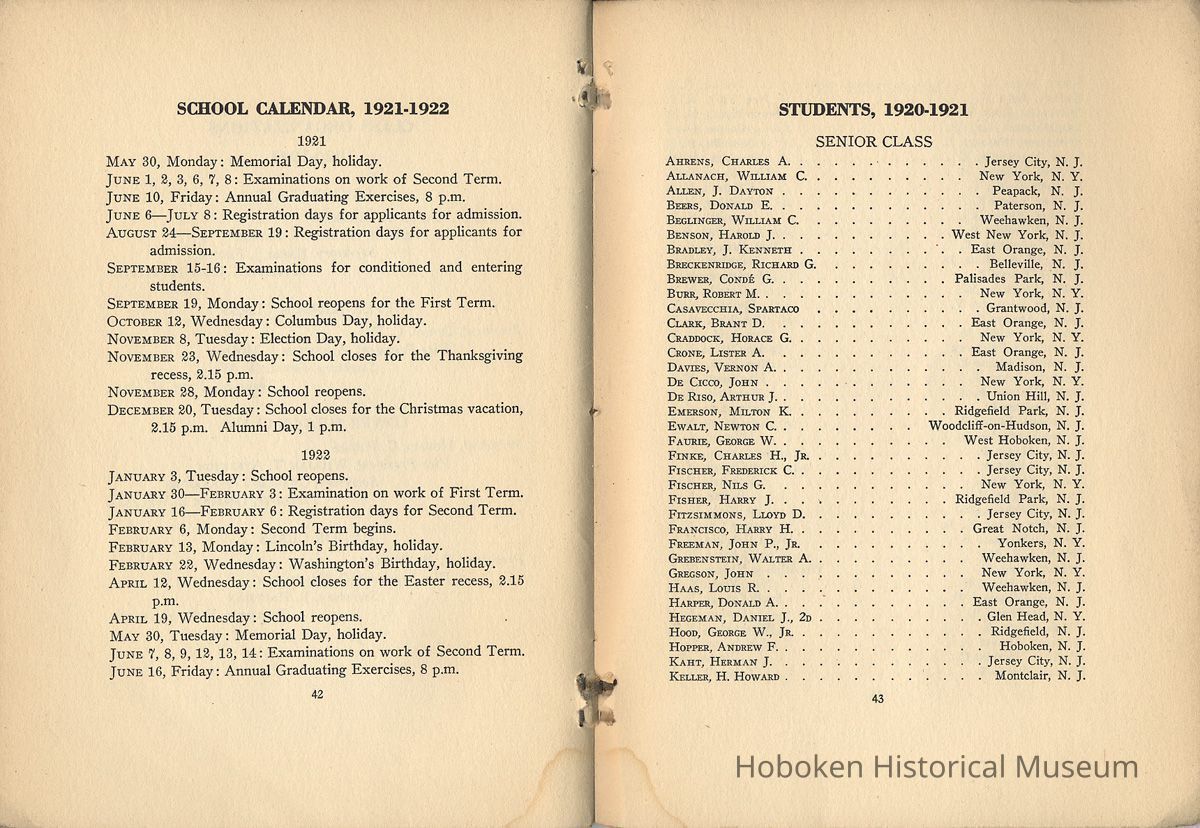 SCHOOL CALENDAR, 1921-1922
1921
MAY 30, Monday: Memorial Day, holiday.
JUNE 1, 2, 3, 6, 7, 8: Examinations on work of Second Term.
JUNE 10, Friday: Annual Graduating Exercises, 8 p.m.
JUNE 6—JULY 8: Registration days for applicants for admission.
AUGUST 24—SEPTEMBER 19: Registration days for applicants for
admission.
SEPTEMBER 15-16: Examinations for conditioned and entering
students.
SEPTEMBER 19, Monday: School reopens for the First Term.
OCTOBER 12, Wednesday: Columbus Day, holiday.
NOVEMBER 8, Tuesday: Election Day, holiday.
NOVEMBER 23, Wednesday: School closes for the Thanksgiving
recess, 2.15 p.m.
NOVEMBER 28, Monday: School reopens.
DECEMBER 20, Tuesday: School closes for the Christmas vacation,
2.15 p.m. Alumni Day, 1 p.m.
1922
JANUARY 3, Tuesday: School reopens.
JANUARY 30—FEBRUARY 3: Examination on work of First Term.
JANUARY 16—FEBRUARY 6: Registration days for Second Term.
FEBRUARY 6, Monday: Second Term begins.
FEBRUARY 13, Monday: Lincoln's Birthday, holiday.
FEBRUARY 22, Wednesday: Washington's Birthday, holiday.
APRIL 12, Wednesday: School closes for the Easter recess, 2.15
p.m.
APRIL 19, Wednesday: School reopens.
MAY 30, Tuesday: Memorial Day, holiday.
JUNE 7, 8, 9, 12, 13, 14: Examinations on work of Second Term.
JUNE 16, Friday: Annual Graduating Exercises, 8 p.m.
42
STUDENTS, 1920-1921
SENIOR CLASS
AHRENS, CHARLES A. . . . . . . . . . . . Jersey City, N. J.
ALLANACH, WILLIAM C. . . . . . . . . . . New York, N. Y.
ALLEN, J. DAYTON . . . . . . . . . . . . Peapack, N. J.
BEERS, DONALD E. . . . . . . . . . . . . Paterson, N. J.
BEGLINGER, WILLIAM C. . . . . . . . . . . Weehawken, N. J.
BENSON, HAROLD J. . . . . . . . . . . West New York, N. J.
BRADLEY, J. KENNETH . . . . . . . . . . . East Orange, N. J.
BRECKENRIDGE, RICHARD G. . . . . . . . . . . Belleville, N. J.
BREWER, CONDÉ G. . . . . . . . . . . Palisades Park, N. J.
BURR, ROBERT M. . . . . . . . . . . . . New York, N. Y.
CASAVECCHIA, SPARTACO . . . . . . . . . . Grantwood, N. J.
CLARK, BRANT D. . . . . . . . . . . . East Orange, N. J.
CRADDOCK, HORACE G. . . . . . . . . . . . New York, N. Y.
CRONE, LISTER A. . . . . . . . . . . . East Orange, N. J.
DAVIES, VERNON A. . . . . . . . . . . . . Madison, N. J.
DE CICCO, JOHN . . . . . . . . . . . . New York, N. Y.
DE RISO, ARTHUR J. . . . . . . . . . . . Union Hill, N. J.
EMERSON, MILTON K. . . . . . . . . . Ridgefield Park, N. J.
EWALT, NEWTON C. . . . . . . . . Woodcliff-on-Hudson, N. J.
FAURIE, GEORGE W. . . . . . . . . . . West Hoboken, N. J.
FINKE, CHARLES H., JR. . . . . . . . . . . Jersey City, N. J.
FISCHER, FREDERICK C. . . . . . . . . . . Jersey City, N. J.
FISCHER, NILS G. . . . . . . . . . . . New York, N. Y.
FISHER, HARRY J. . . . . . . . . . . Ridgefield Park, N. J.
FITZSIMMONS, LLOYD D. . . . . . . . . . . Jersey City, N. J.
FRANCISCO, HARRY H. . . . . . . . . . . Great Notch, N. J.
FREEMAN, JOHN P., JR. . . . . . . . . . . Yonkers, N. Y.
GREBENSTEIN, WALTER A. . . . . . . . . . . Weehawken, N. J.
GREGSON, JOHN . . . . . . . . . . . . New York, N. Y.
HAAS, LOUIS R. . . . . . . . . . . . . Weehawken, N. J.
HARPER, DONALD A. . . . . . . . . . . . East Orange, N. J.
HEGEMAN, DANIEL J., 2D . . . . . . . . . . Glen Head, N. Y.
HOOD, GEORGE W., JR. . . . . . . . . . . . Ridgefield, N. J.
HOPPER, ANDREW F. . . . . . . . . . . . . Hoboken, N. J.
KAHT, HERMAN J. . . . . . . . . . . . . Jersey City, N. J.
KELLER, H. HOWARD . . . . . . . . . . . . Montclair, N. J.
43
Hoboken Historical Museum